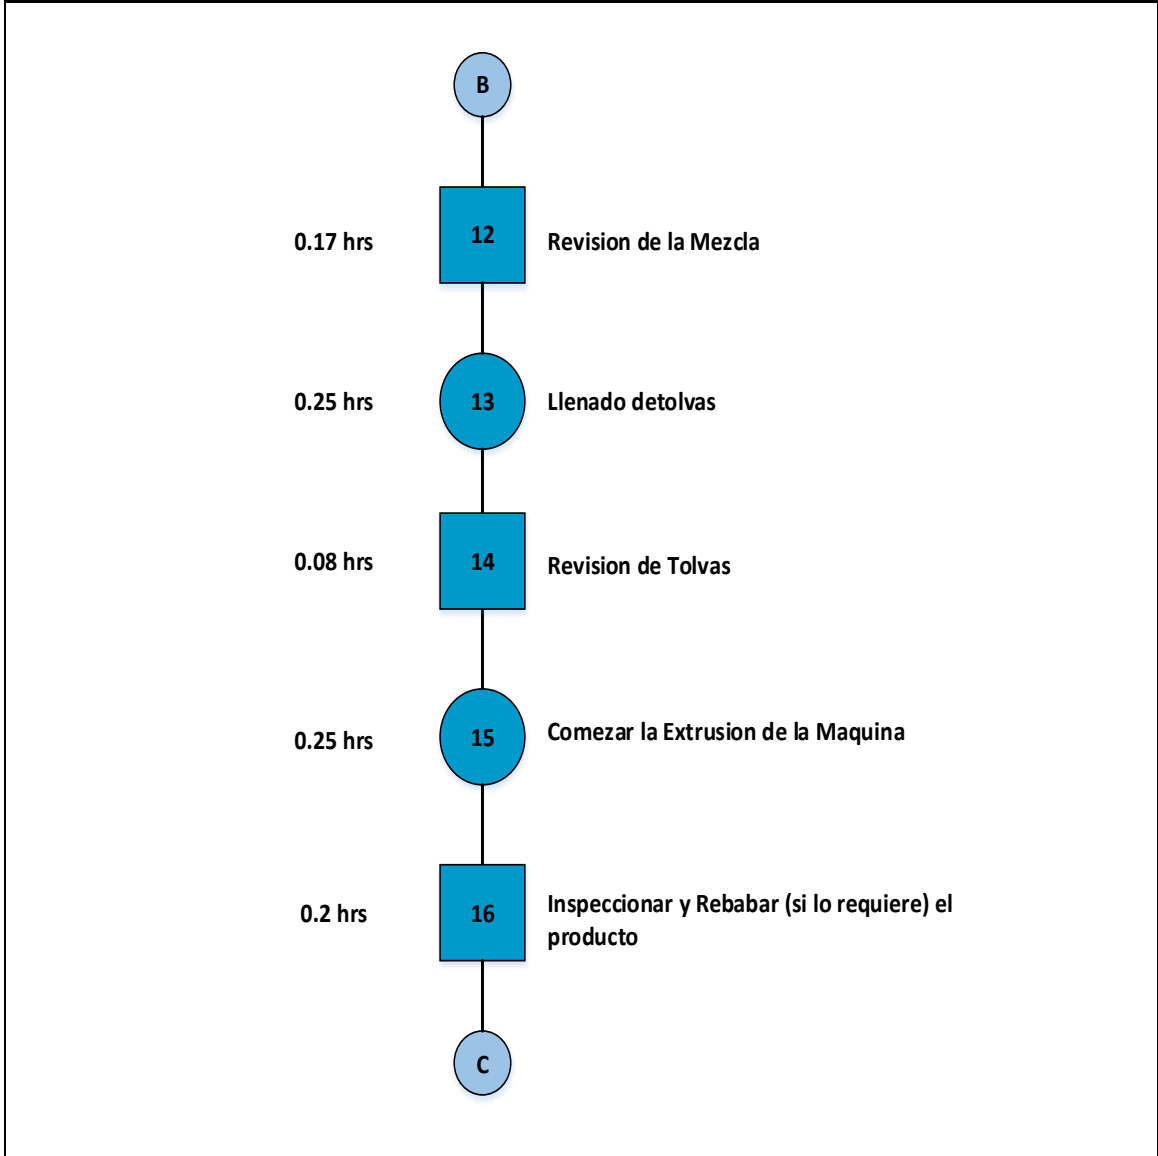 B
0.17 hrs 12 Revision de la Mezcla
0.25 hrs 13 Llenado detolvas
0.08 hrs 14 Revision de Tolvas
0.25 hrs 15 Comezar la Extrusion de la Maquina
0.2 hrs 16 Inspeccionar y Rebabar (si lo requiere) el
producto
C